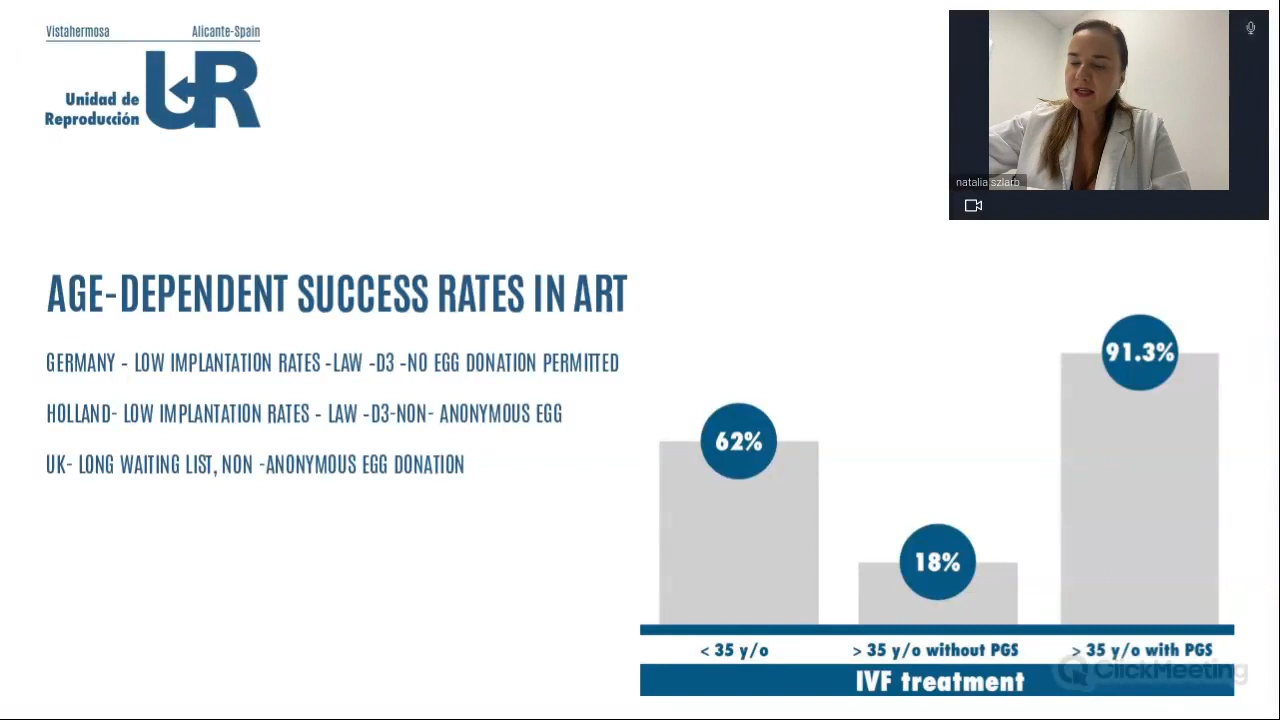 Vistahermosa Alicante-Spain
UR
Unidad de
Reproducción
natalia szlarb
AGE-DEPENDENT SUCCESS RATES IN ART
GERMANY - LOW IMPLANTATION RATES -LAW -D3 -NO EGG DONATION PERMITTED
HOLLAND- LOW IMPLANTATION RATES - LAW -D3-NON- ANONYMOUS EGG
UK- LONG WAITING LIST, NON -ANONYMOUS EGG DONATION
62%
18%
91.3%
< 35 y/o
> 35 y/o without PGS
> 35 y/o with PGS
IVF treatment
ClickMeeting